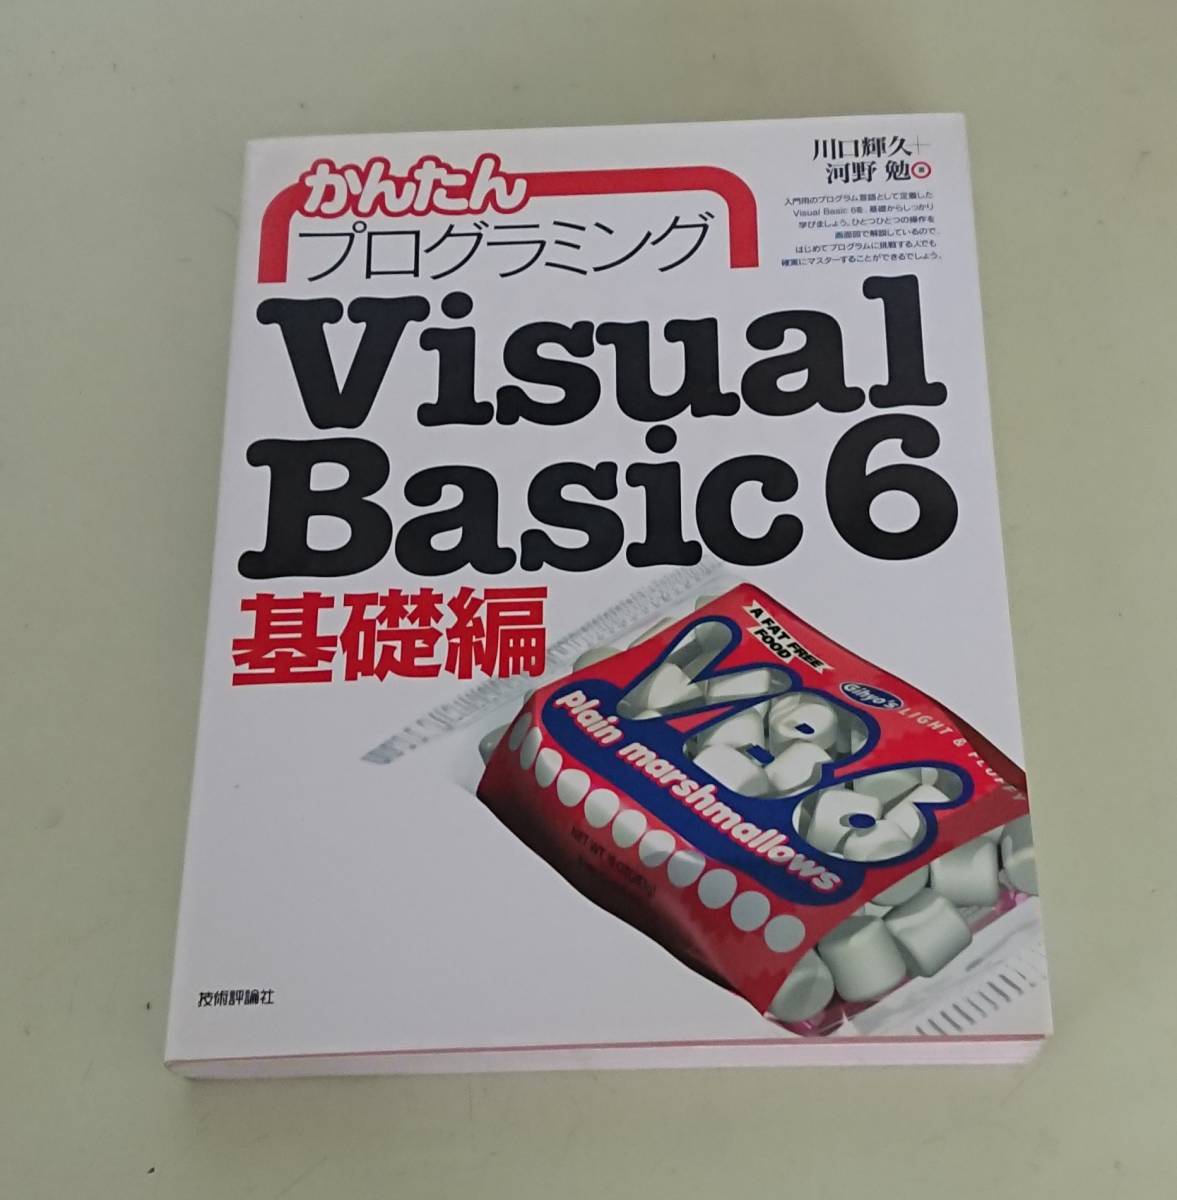 かんたん
プログラミング
Visual
Basic 6
基礎編
川口輝久+
河野 勉 著
入門用のプログラム言語として定着した
Visual Basic 6を、基礎からしっかり
学びましょう。ひとつひとつの操作を
画面図で解説しているので、
はじめてプログラムに挑戦する人でも
確実にマスターすることができるでしょう。
A FAT FREE
FOOD
Gihyo's LIGHT & FLUFFY
VB6
plain marshmallows
NET WT
技術評論社